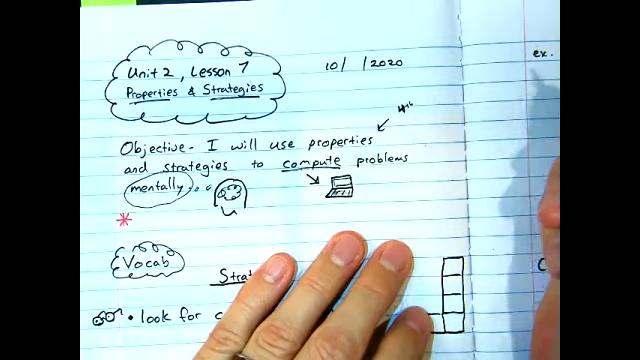 Unit 2, Lesson 7
Properties & Strategies
10/ /2020
ex.
Objective- I will use properties
and strategies to compute problems
mentally
Vocab
• look for